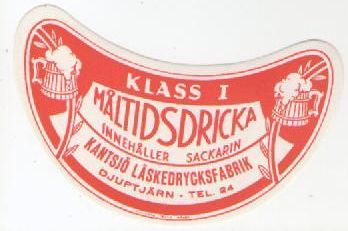 KLASS I
MÅLTIDSDRICKA
INNEHÅLLER SACKARIN
KANTSJÖ LÄSKEDRYCKSFABRIK
DJUPTJÄRN - TEL. 24